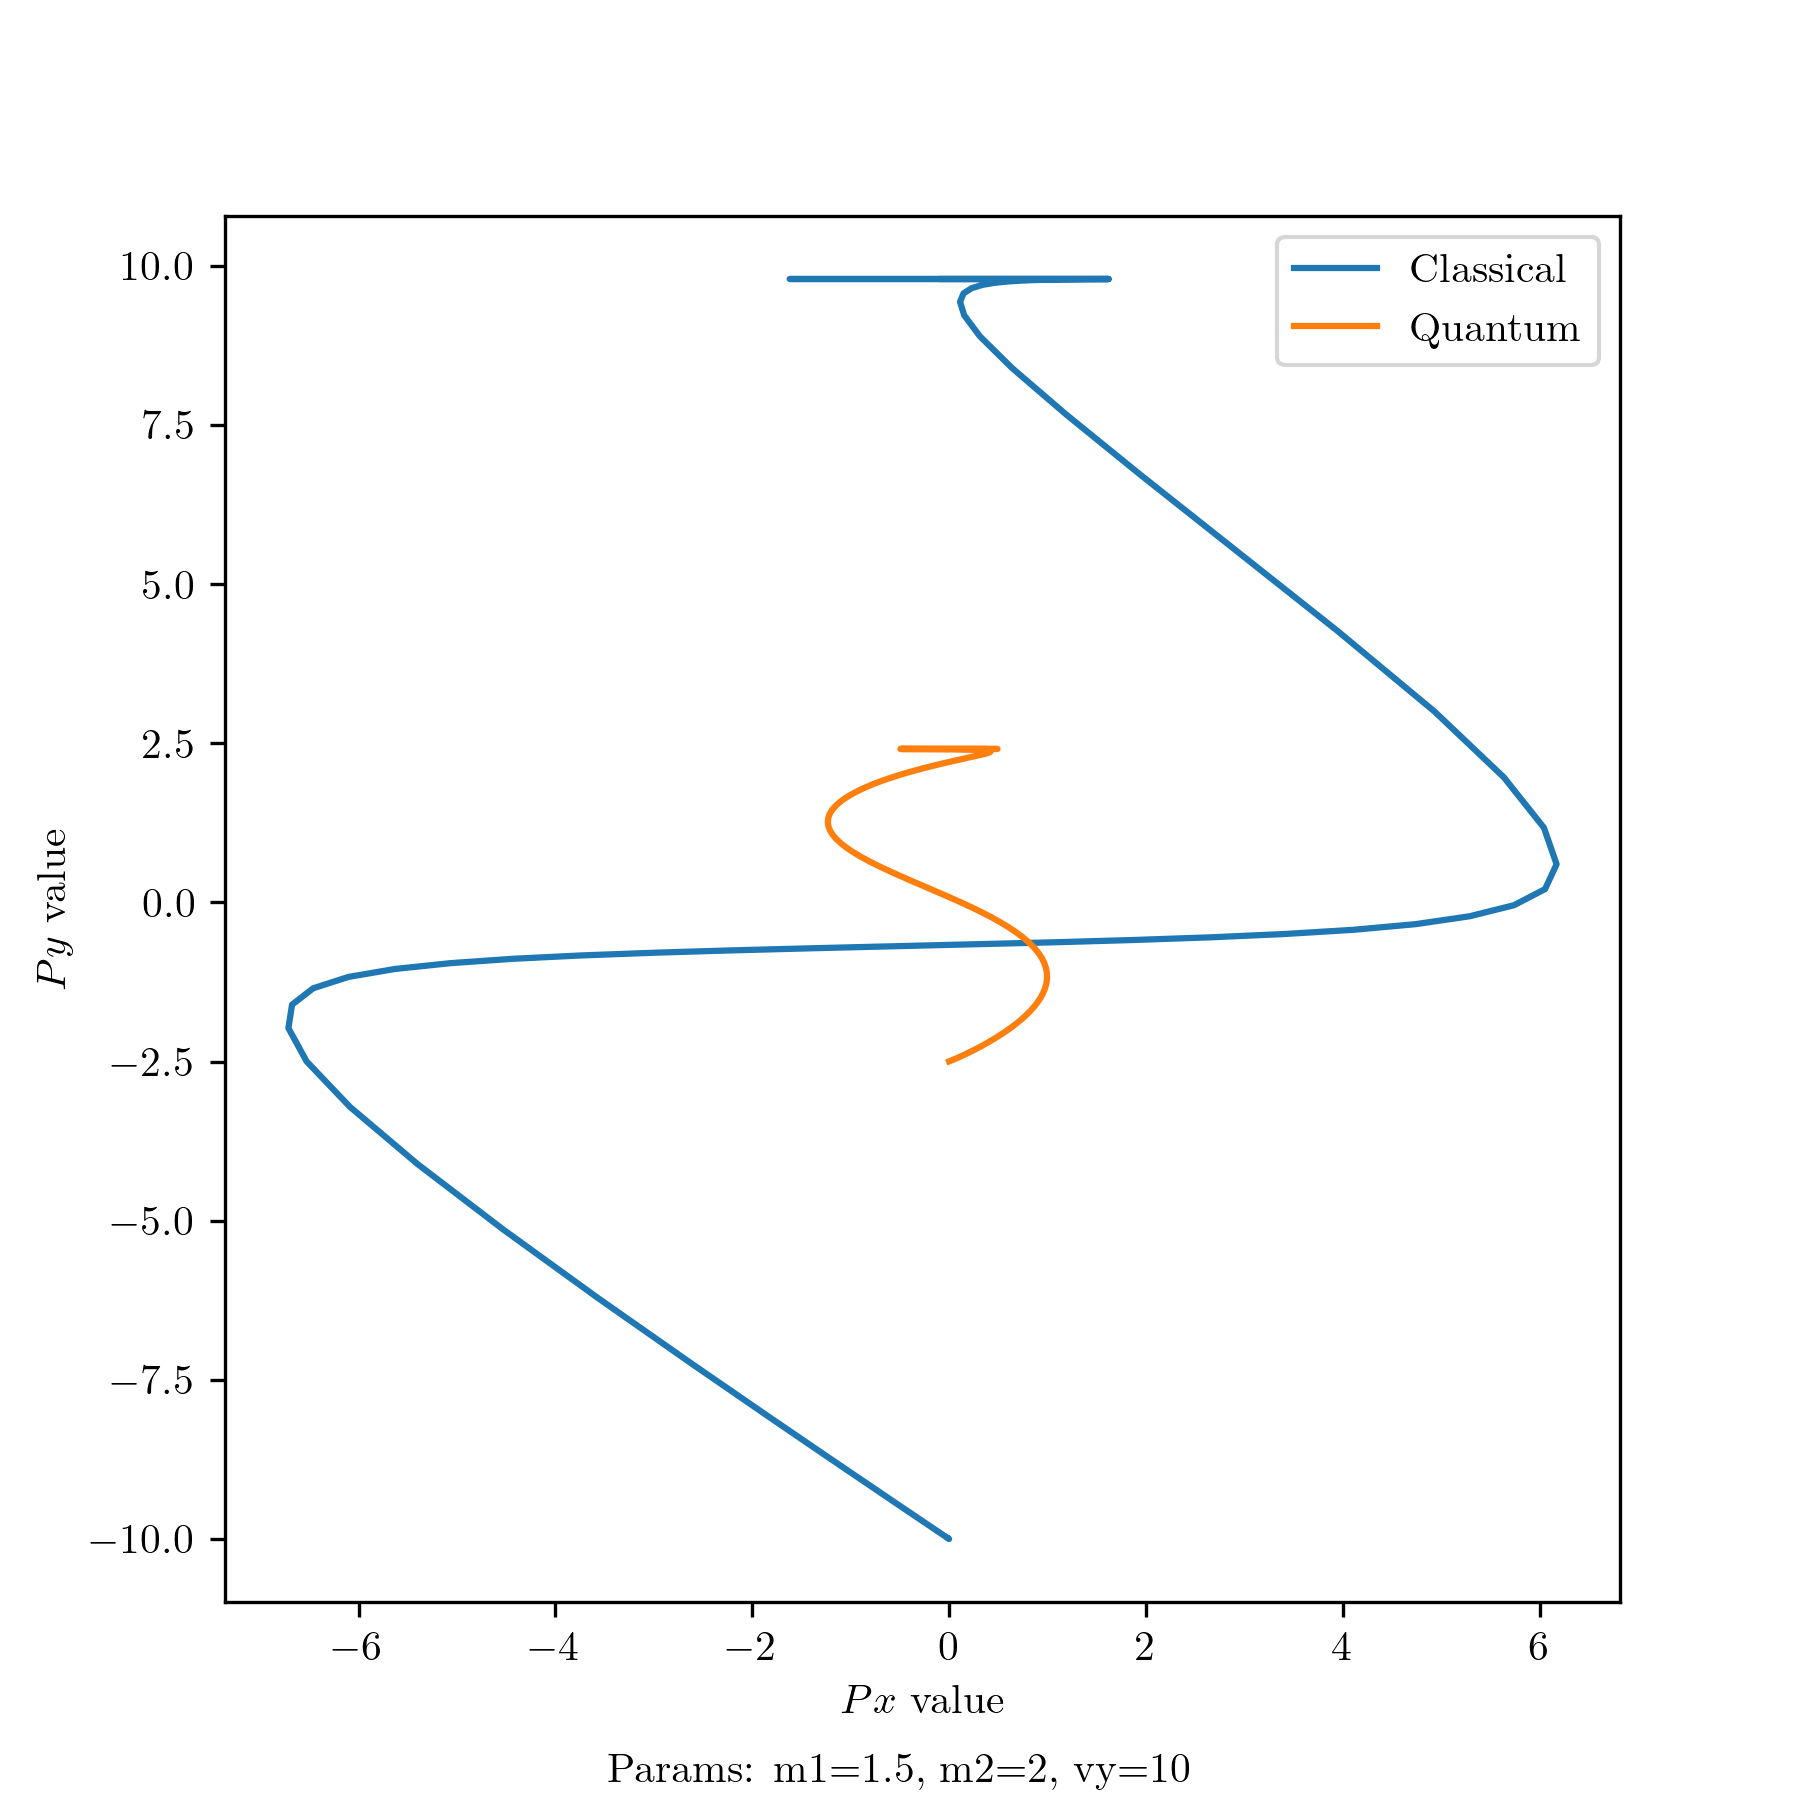 Classical
Quantum
10.0
7.5
5.0
2.5
0.0
−2.5
−5.0
−7.5
−10.0
Py value
−6 −4 −2 0 2 4 6
Px value
Params: m1=1.5, m2=2, vy=10